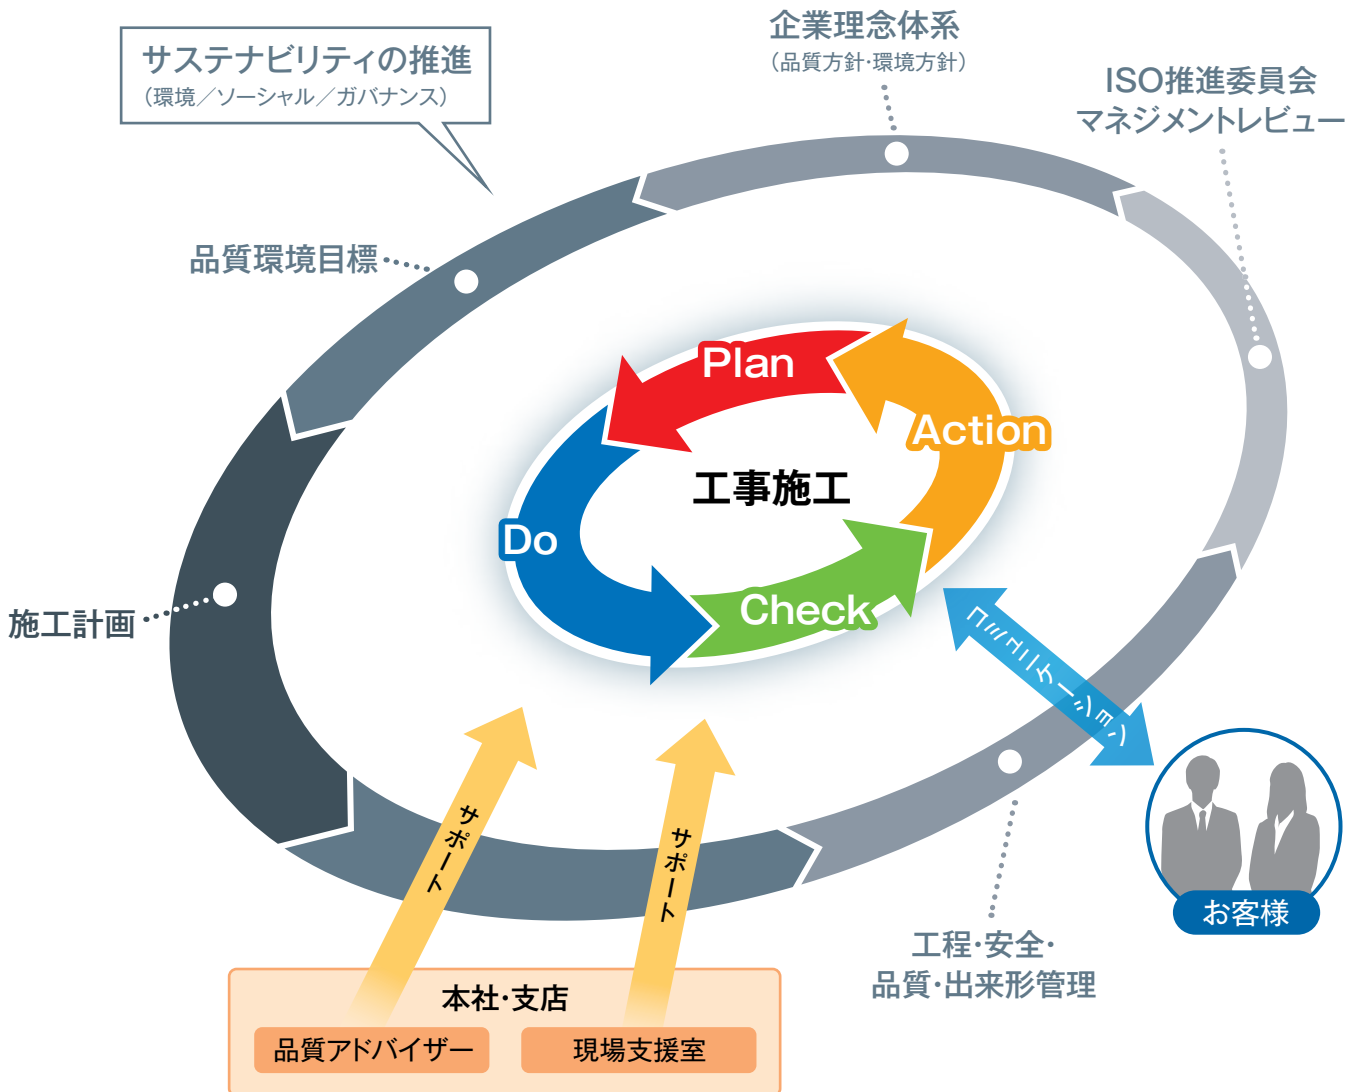 企業理念体系
（品質方針・環境方針）
サステナビリティの推進
（環境／ソーシャル／ガバナンス）
ISO推進委員会
マネジメントレビュー
品質環境目標
Plan
Action
工事施工
Do
Check
施工計画
コミュニケーション
サポート
サポート
お客様
工程・安全・
品質・出来形管理
本社・支店
品質アドバイザー
現場支援室